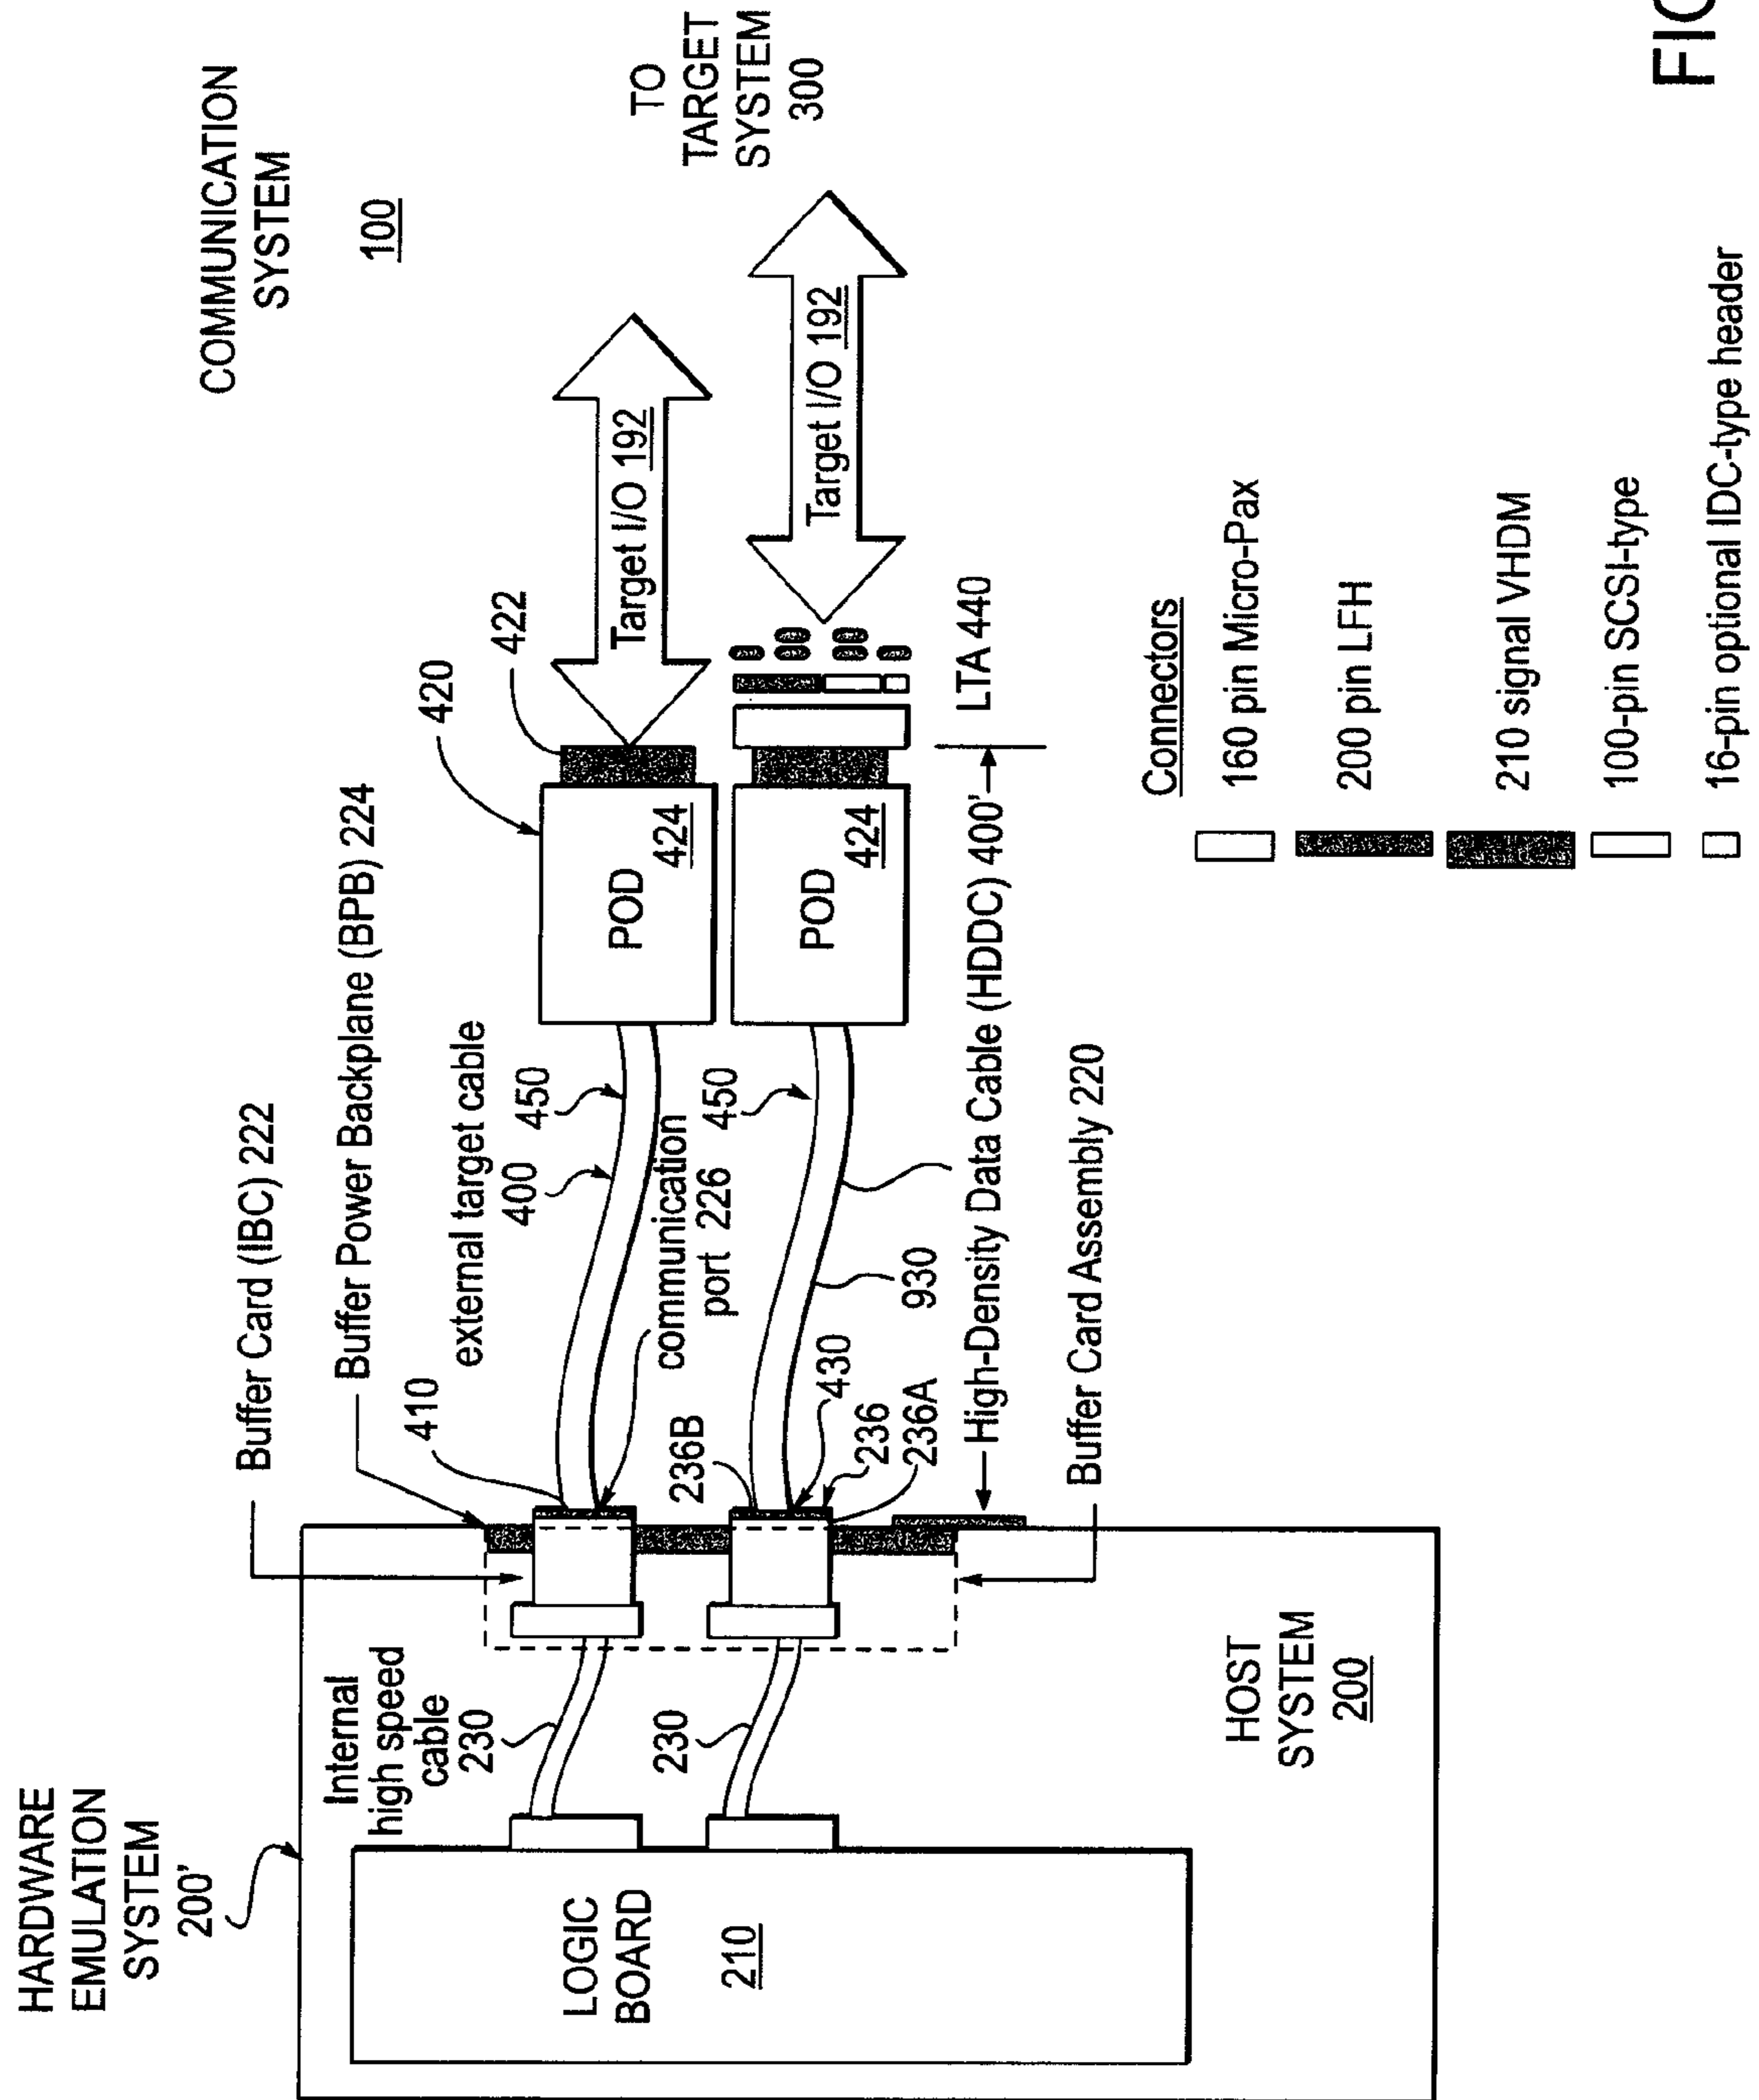 HARDWARE
EMULATION
SYSTEM
200'
COMMUNICATION
SYSTEM
100
Buffer Card (IBC) 222
Buffer Power Backplane (BPB) 224
external target cable
400
450
410
420
422
Internal
high speed
cable
230
230
LOGIC
BOARD
210
HOST
SYSTEM
200
communication
port 226
450
236B
430
236
236A
930
POD
424
POD
424
Target I/O 192
Target I/O 192
TO
TARGET
SYSTEM
300
LTA 440
High-Density Data Cable (HDDC) 400'
Buffer Card Assembly 220
Connectors
160 pin Micro-Pax
200 pin LFH
210 signal VHDM
100-pin SCSI-type
16-pin optional IDC-type header